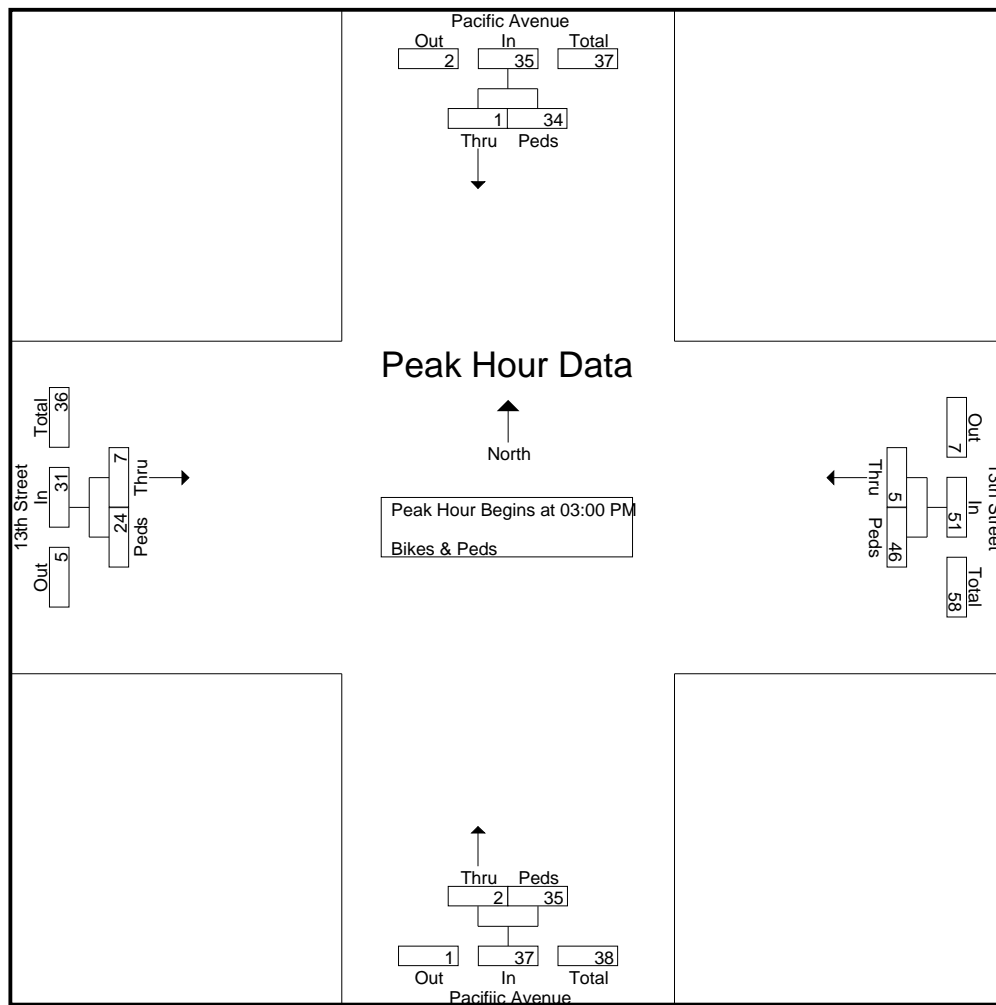 Pacific Avenue
Out In Total
2 35 37
1 34
Thru Peds
Peak Hour Data
North
Peak Hour Begins at 03:00 PM
Bikes & Peds
13th Street
Total In Out
36 31 5
7 24
Thru Peds
Out In Total
7 51 58
5 46
Thru Peds
13th Street
Thru Peds
2 35
1 37 38
Out In Total
Pacifiic Avenue